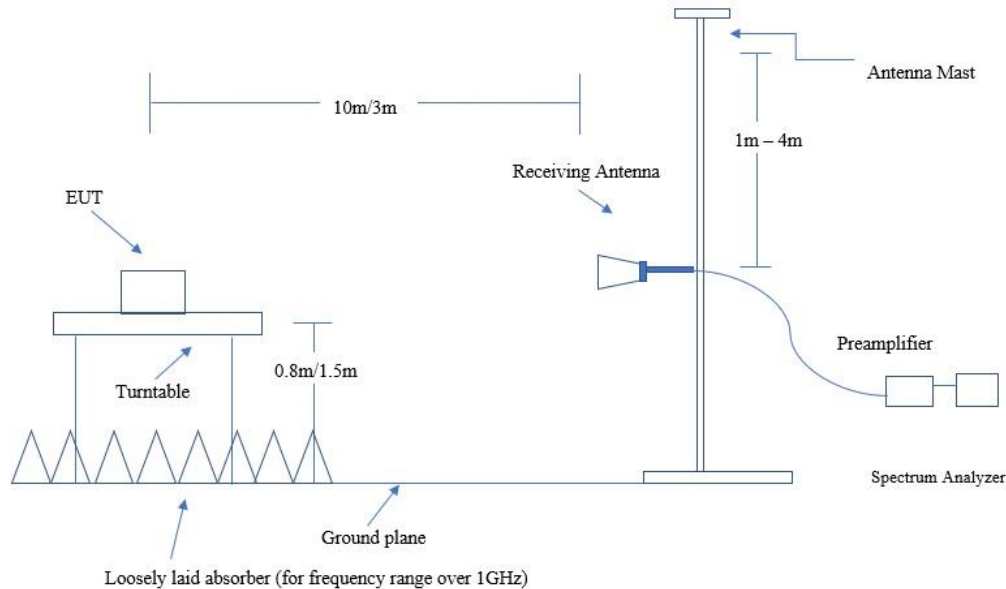 Antenna Mast
10m/3m
1m – 4m
Receiving Antenna
EUT
Preamplifier
0.8m/1.5m
Turntable
Spectrum Analyzer
Ground plane
Loosely laid absorber (for frequency range over 1GHz)